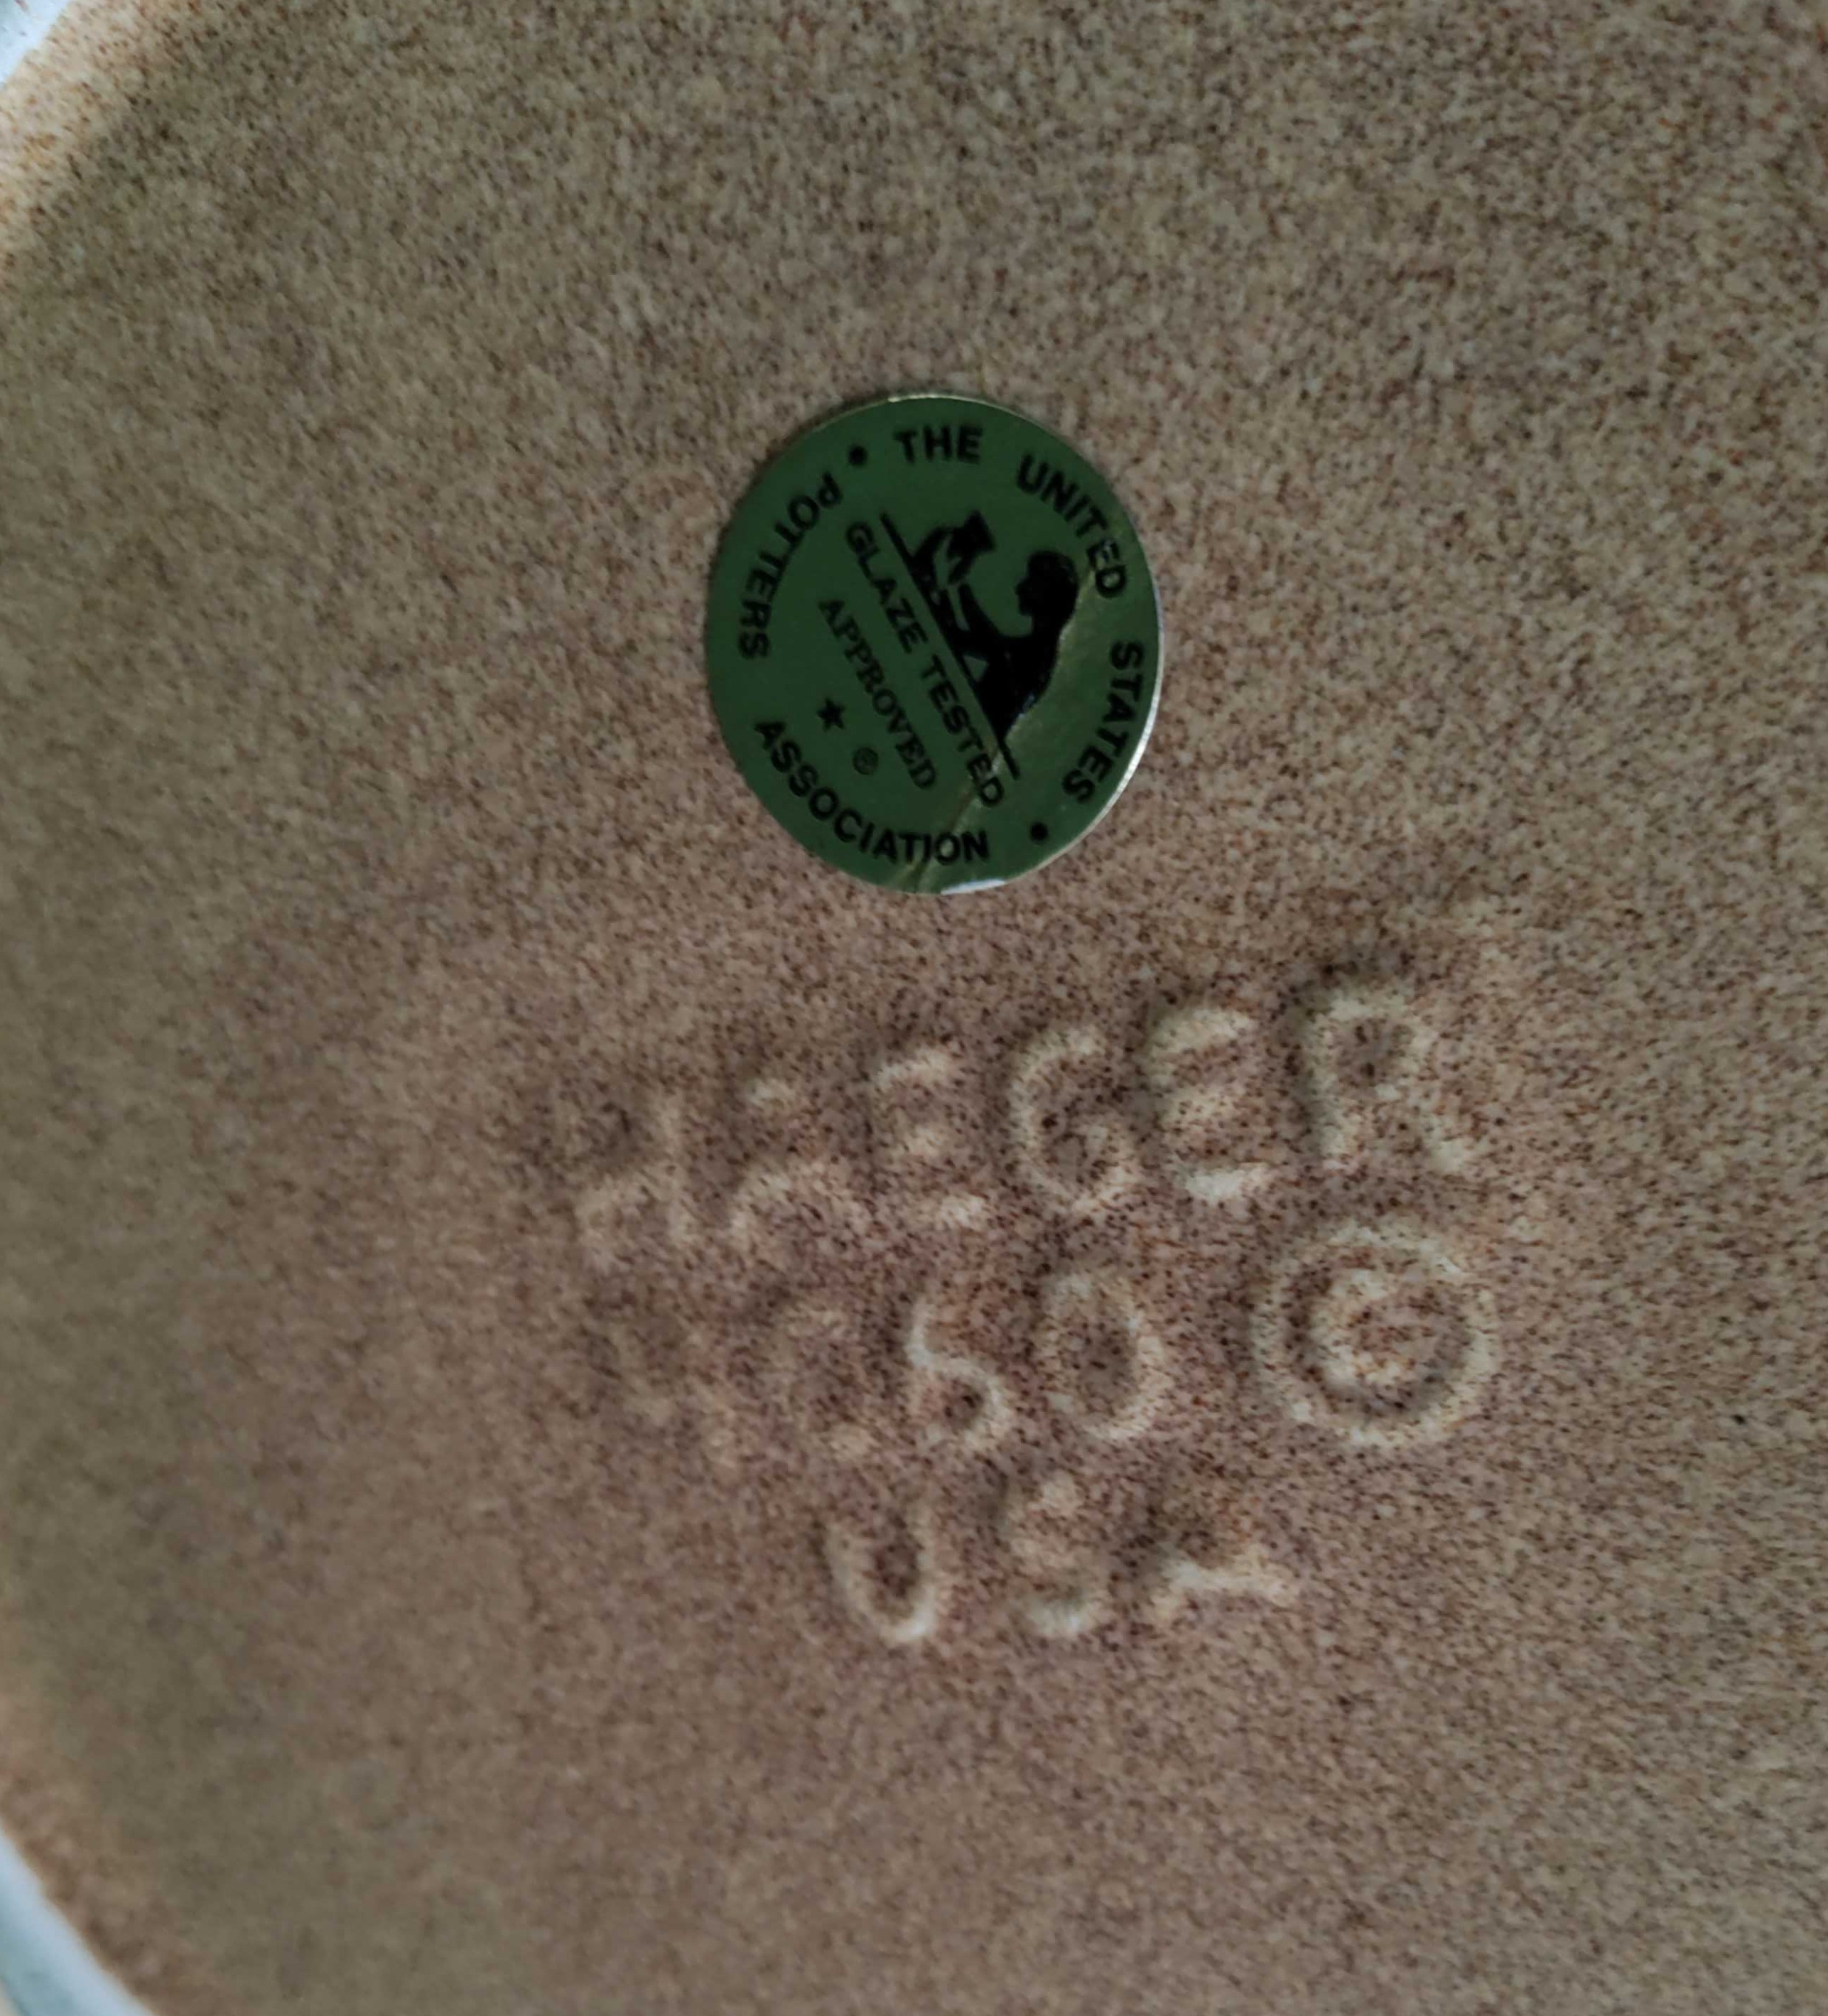 • THE UNITED STATES • POTTERS ASSOCIATION
GLAZE TESTED
APPROVED
★ ®
HAEGER
©
USA